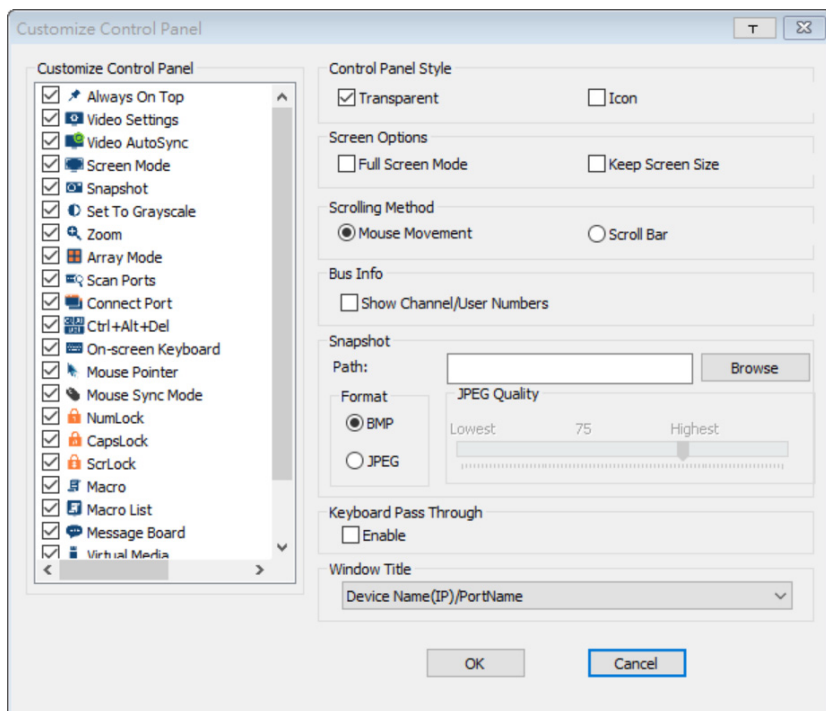 Customize Control Panel
Customize Control Panel
Always On Top
Video Settings
Video AutoSync
Screen Mode
Snapshot
Set To Grayscale
Zoom
Array Mode
Scan Ports
Connect Port
Ctrl+Alt+Del
On-screen Keyboard
Mouse Pointer
Mouse Sync Mode
NumLock
CapsLock
ScrLock
Macro
Macro List
Message Board
Virtual Media
Control Panel Style
Transparent Icon
Screen Options
Full Screen Mode Keep Screen Size
Scrolling Method
Mouse Movement Scroll Bar
Bus Info
Show Channel/User Numbers
Snapshot
Path: Browse
Format
BMP
JPEG
JPEG Quality
Lowest 75 Highest
Keyboard Pass Through
Enable
Window Title
Device Name(IP)/PortName
OK Cancel